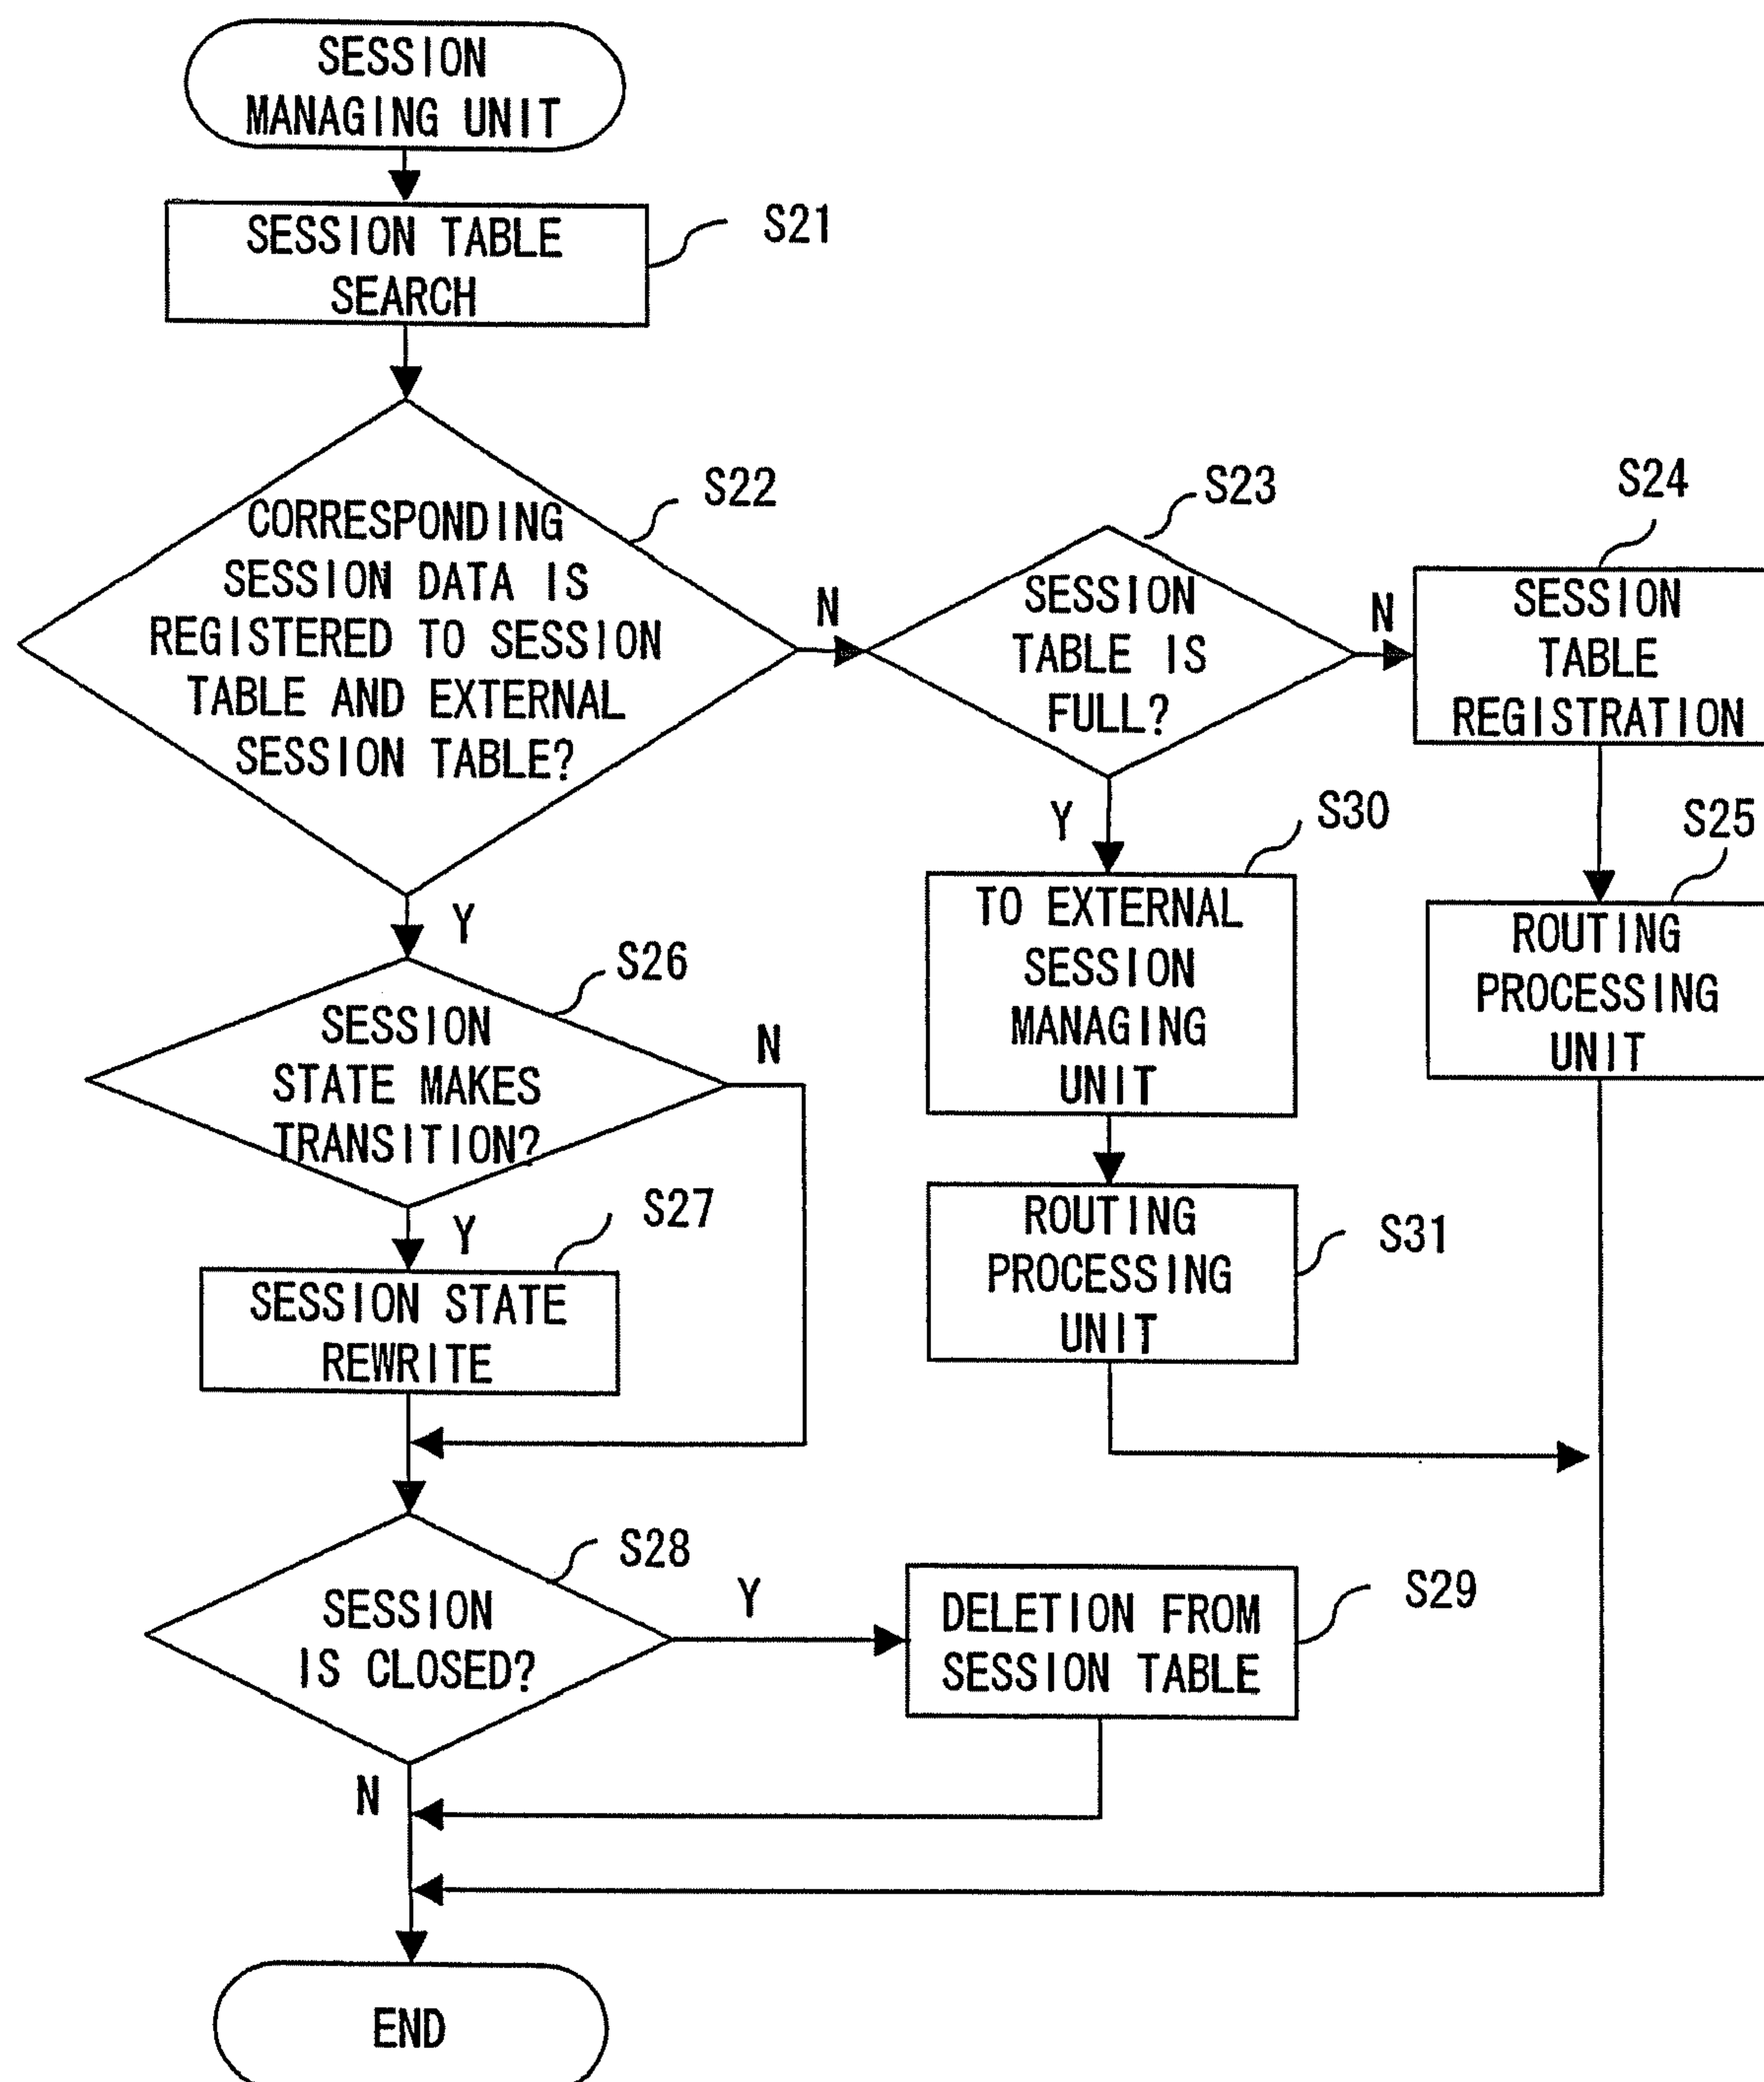 SESSION
MANAGING UNIT
SESSION TABLE
SEARCH
S21
CORRESPONDING
SESSION DATA IS
REGISTERED TO SESSION
TABLE AND EXTERNAL
SESSION TABLE?
S22
N
Y
SESSION
TABLE IS
FULL?
S23
N
Y
SESSION
TABLE
REGISTRATION
S24
ROUTING
PROCESSING
UNIT
S25
TO EXTERNAL
SESSION
MANAGING
UNIT
S30
ROUTING
PROCESSING
UNIT
S31
SESSION
STATE MAKES
TRANSITION?
S26
N
Y
SESSION STATE
REWRITE
S27
SESSION
IS CLOSED?
S28
Y
N
DELETION FROM
SESSION TABLE
S29
END